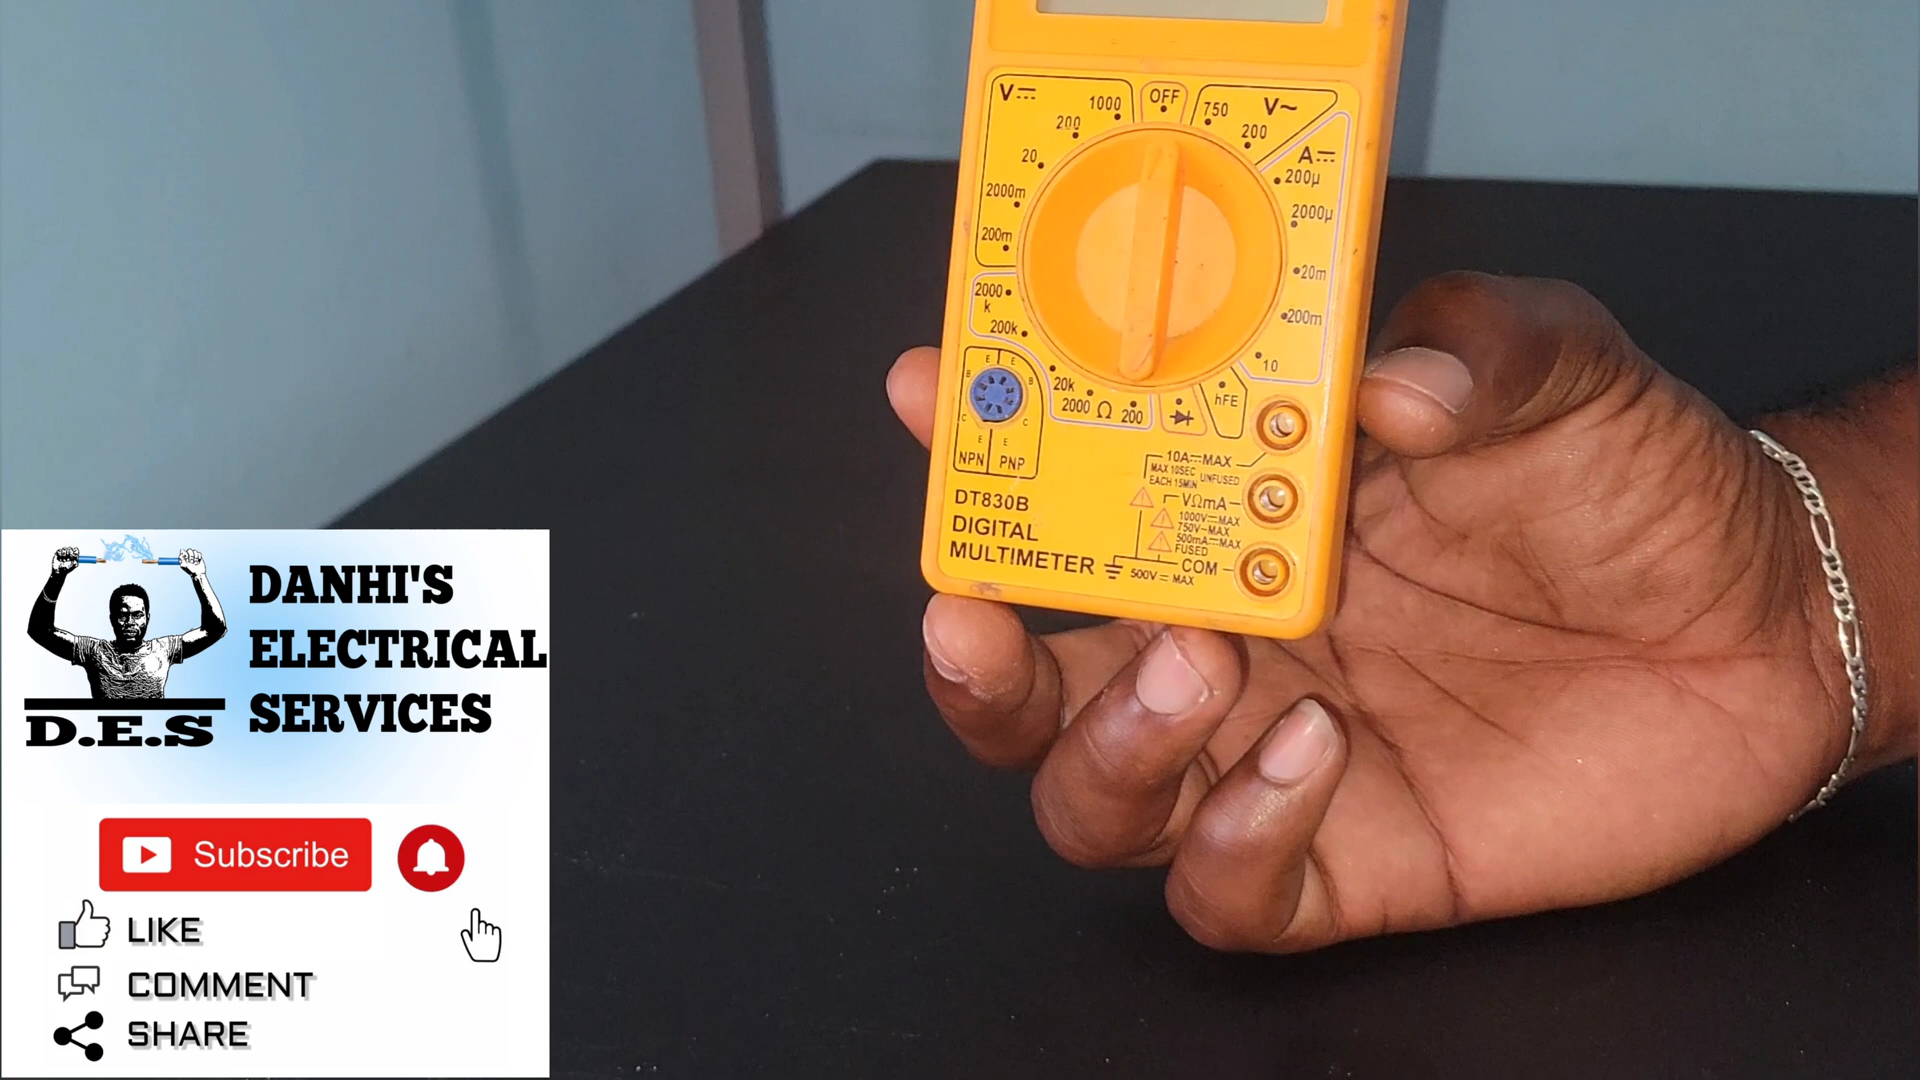 V⎓
1000
OFF
750
V~
200
200
A⎓
20
200µ
2000m
2000µ
200m
20m
2000
k
200m
200k
10
20k
hFE
2000 Ω 200
E E
B B
C C
E E
NPN PNP
10A⎓MAX
MAX 10SEC UNFUSED
EACH 15MIN
VΩmA
1000V⎓MAX
750V~MAX
500mA⎓MAX
FUSED
COM
500V⎓MAX
DT830B
DIGITAL
MULTIMETER
DANHI'S
ELECTRICAL
SERVICES
D.E.S
Subscribe
LIKE
COMMENT
SHARE